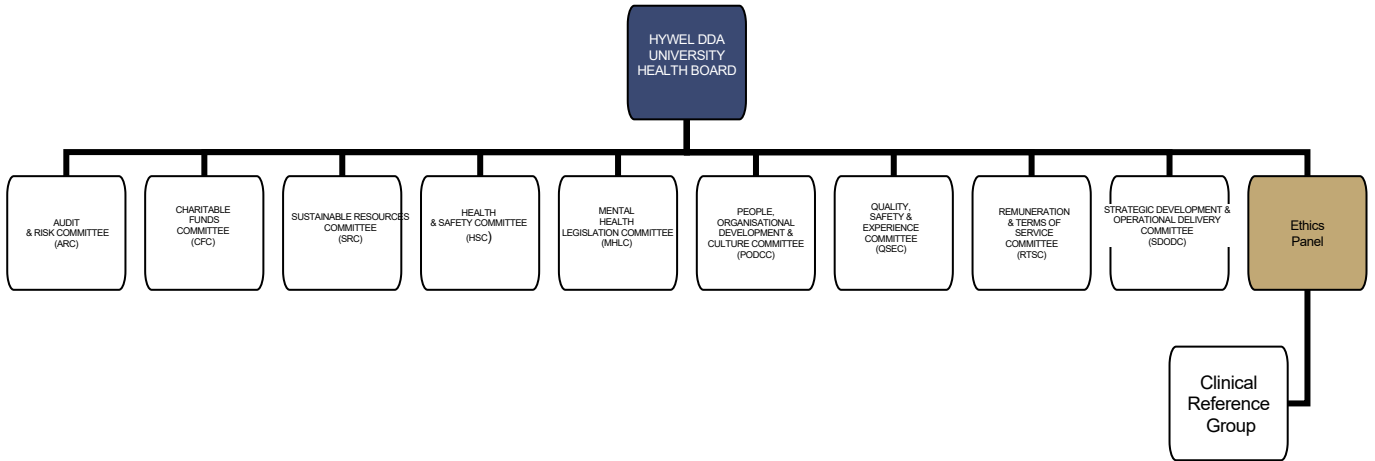 HYWEL DDA
UNIVERSITY
HEALTH BOARD
AUDIT
& RISK COMMITTEE
(ARC)
CHARITABLE
FUNDS
COMMITTEE
(CFC)
SUSTAINABLE RESOURCES
COMMITTEE
(SRC)
HEALTH
& SAFETY COMMITTEE
(HSC)
MENTAL
HEALTH
LEGISLATION COMMITTEE
(MHLC)
PEOPLE,
ORGANISATIONAL
DEVELOPMENT &
CULTURE COMMITTEE
(PODCC)
QUALITY,
SAFETY &
EXPERIENCE
COMMITTEE
(QSEC)
REMUNERATION
& TERMS OF
SERVICE
COMMITTEE
(RTSC)
STRATEGIC DEVELOPMENT &
OPERATIONAL DELIVERY
COMMITTEE
(SDODC)
Ethics
Panel
Clinical
Reference
Group